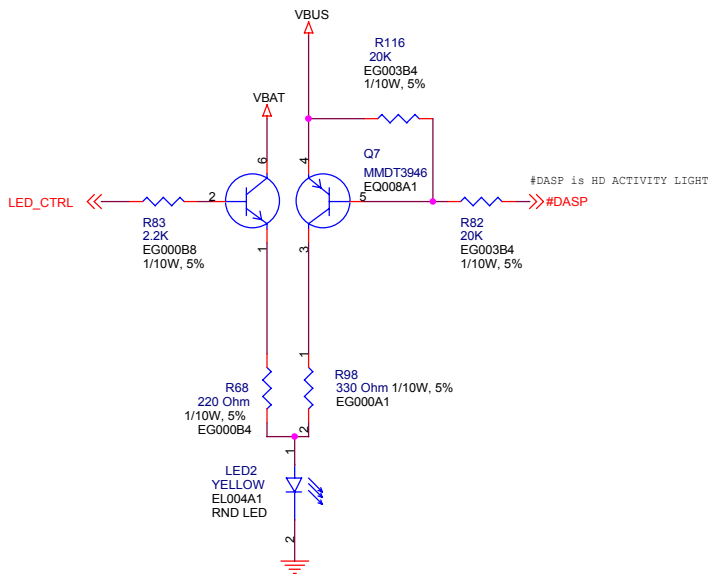 VBUS
R116
20K
EG003B4
1/10W, 5%
VBAT
6
4
Q7
MMDT3946
EQ008A1
#DASP is HD ACTIVITY LIGHT
LED_CTRL
2
5
#DASP
R83
2.2K
EG000B8
1/10W, 5%
R82
20K
EG003B4
1/10W, 5%
1
3
1
R68
220 Ohm
1/10W, 5%
EG000B4
R98
330 Ohm 1/10W, 5%
EG000A1
2
1
LED2
YELLOW
EL004A1
RND LED
2